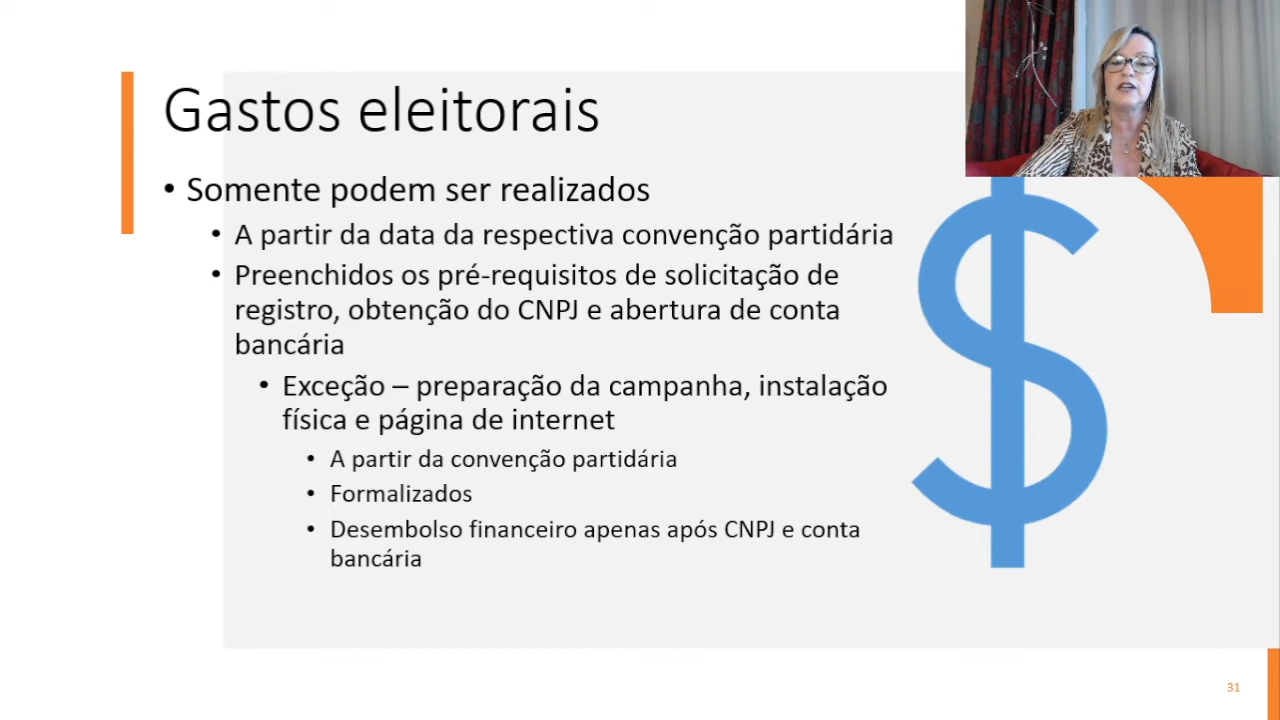 Gastos eleitorais
• Somente podem ser realizados
• A partir da data da respectiva convenção partidária
• Preenchidos os pré-requisitos de solicitação de
registro, obtenção do CNPJ e abertura de conta
bancária
• Exceção – preparação da campanha, instalação
física e página de internet
• A partir da convenção partidária
• Formalizados
• Desembolso financeiro apenas após CNPJ e conta
bancária
31